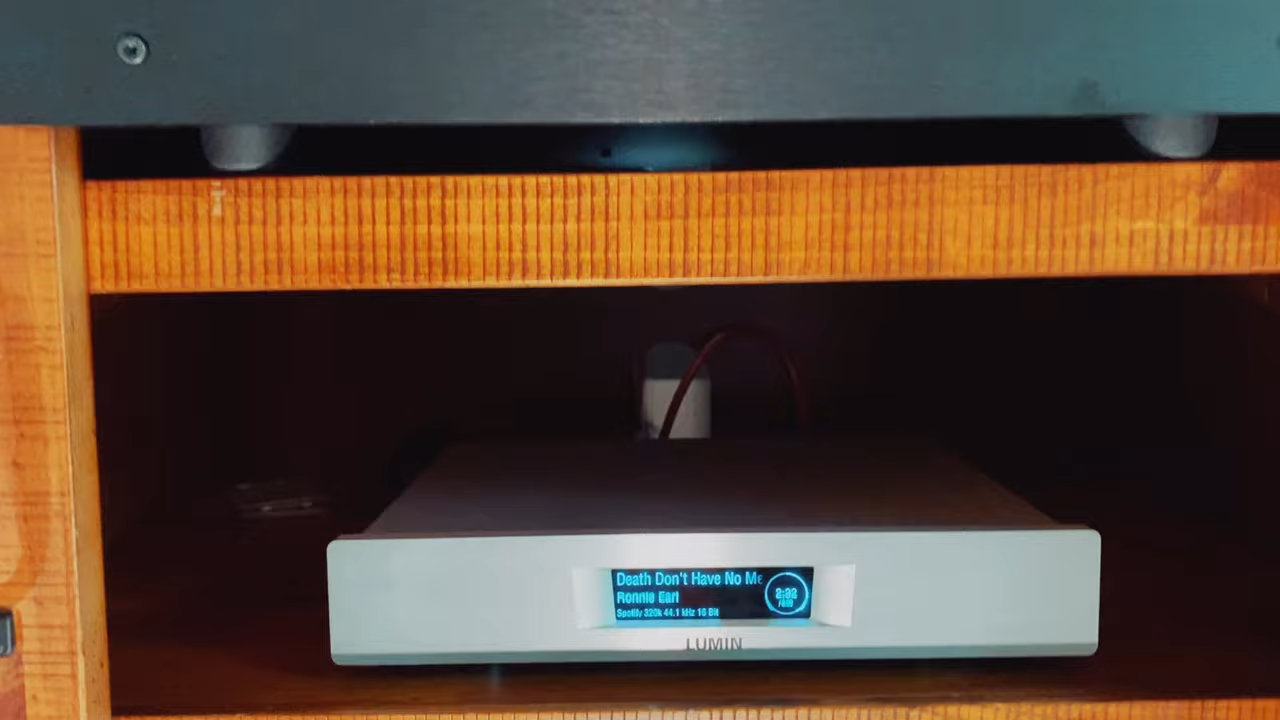 Death Don't Have No Me
Ronnie Earl
Spotify 320k 44.1 kHz 16 Bit
LUMIN